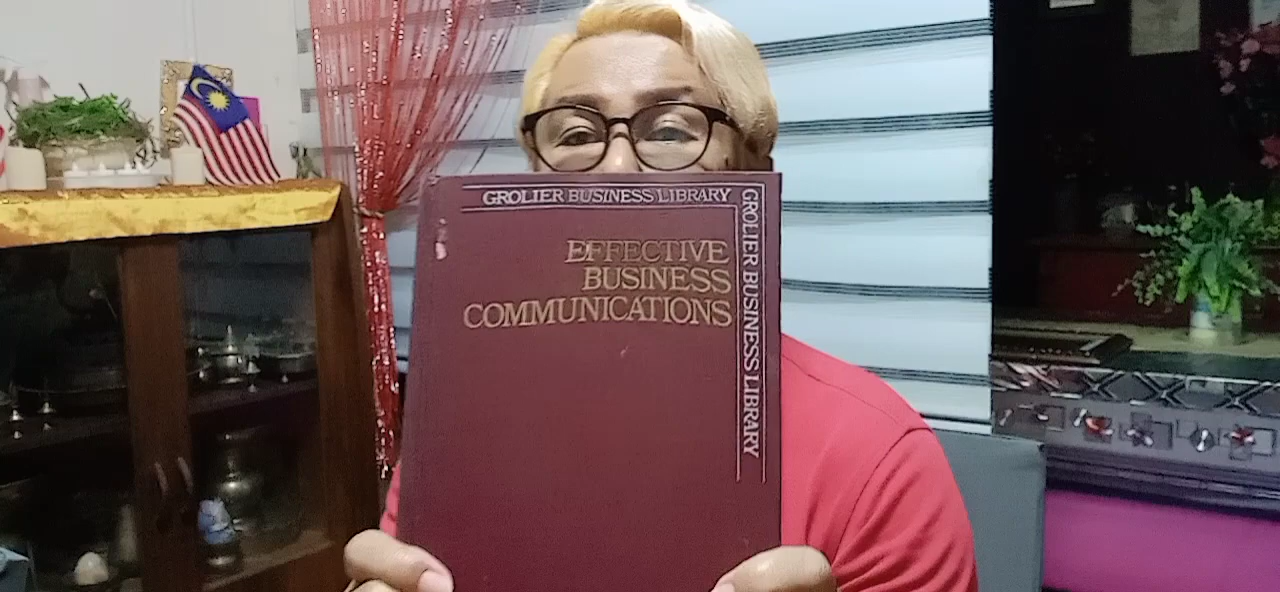 GROLIER BUSINESS LIBRARY
EFFECTIVE
BUSINESS
COMMUNICATIONS
GROLIER BUSINESS LIBRARY